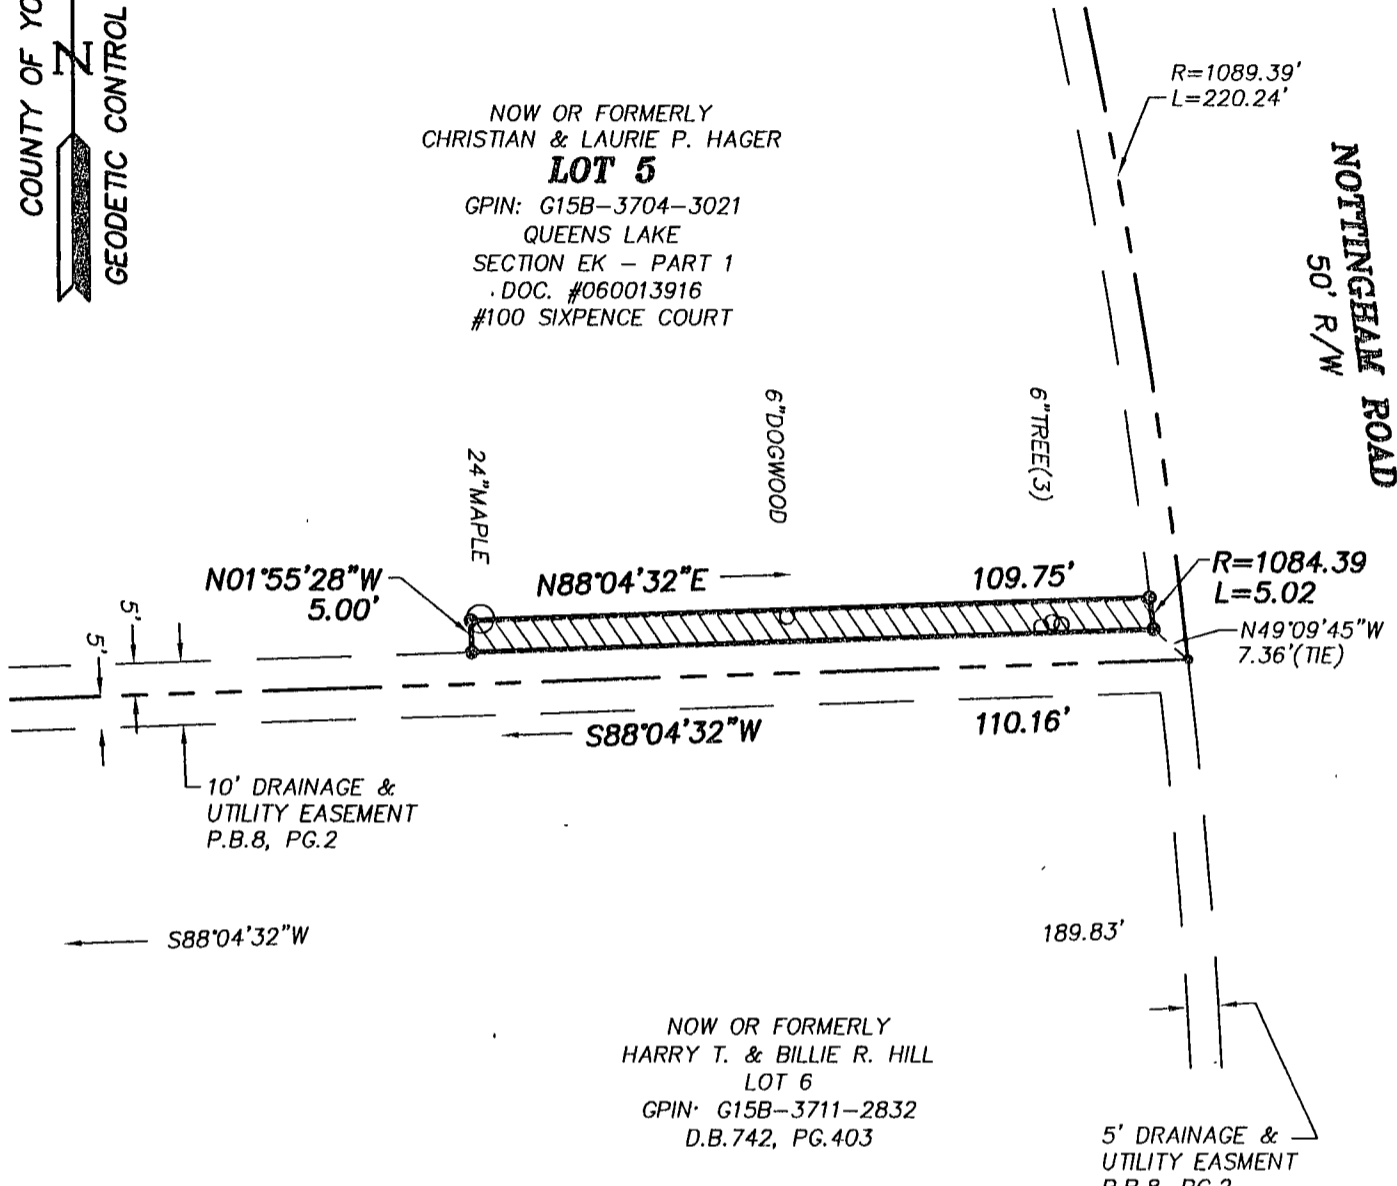 COUNTY OF YO
N
GEODETIC CONTROL
NOW OR FORMERLY
CHRISTIAN & LAURIE P. HAGER
LOT 5
GPIN: G15B-3704-3021
QUEENS LAKE
SECTION EK - PART 1
DOC. #060013916
#100 SIXPENCE COURT
R=1089.39'
L=220.24'
NOTTINGHAM ROAD
50' R/W
24"MAPLE
6"DOGWOOD
6"TREE(3)
N01°55'28"W
5.00'
N88°04'32"E
109.75'
R=1084.39
L=5.02
N49°09'45"W
7.36'(TIE)
5'
5'
S88°04'32"W
110.16'
10' DRAINAGE &
UTILITY EASEMENT
P.B.8, PG.2
S88°04'32"W
189.83'
NOW OR FORMERLY
HARRY T. & BILLIE R. HILL
LOT 6
GPIN: G15B-3711-2832
D.B.742, PG.403
5' DRAINAGE &
UTILITY EASMENT
P.B.8, PG.2